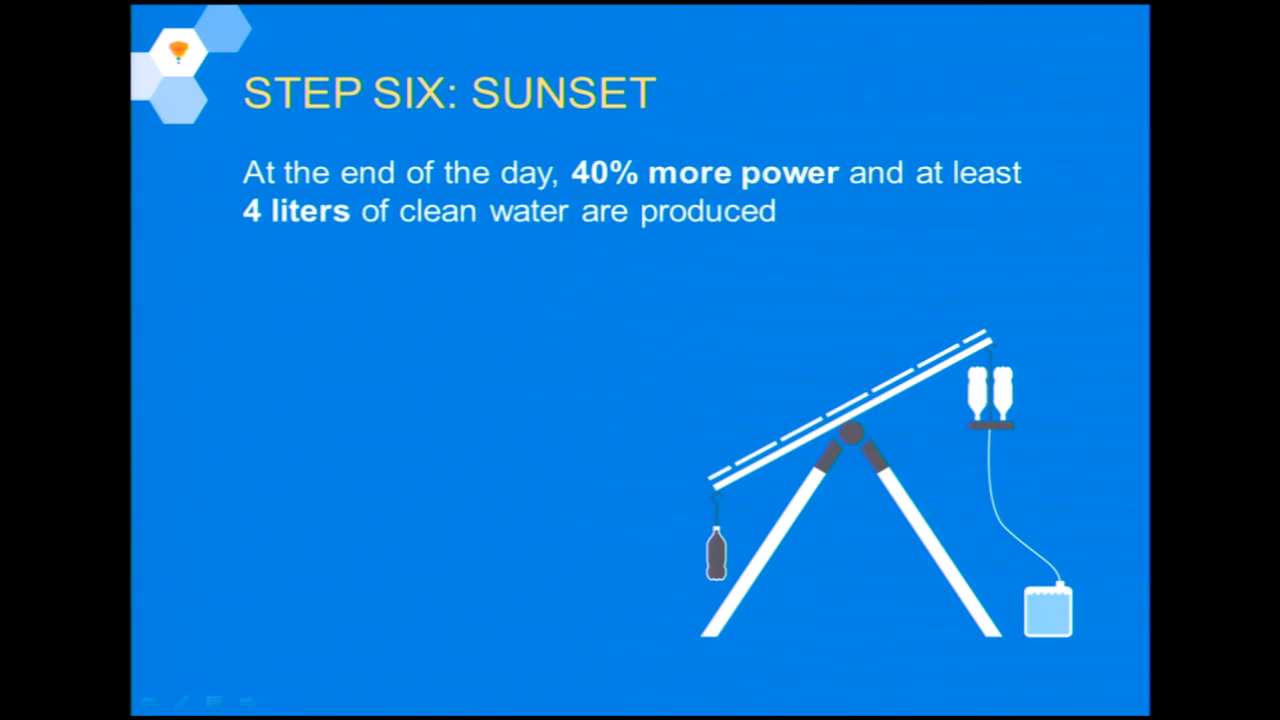 STEP SIX: SUNSET
At the end of the day, 40% more power and at least
4 liters of clean water are produced